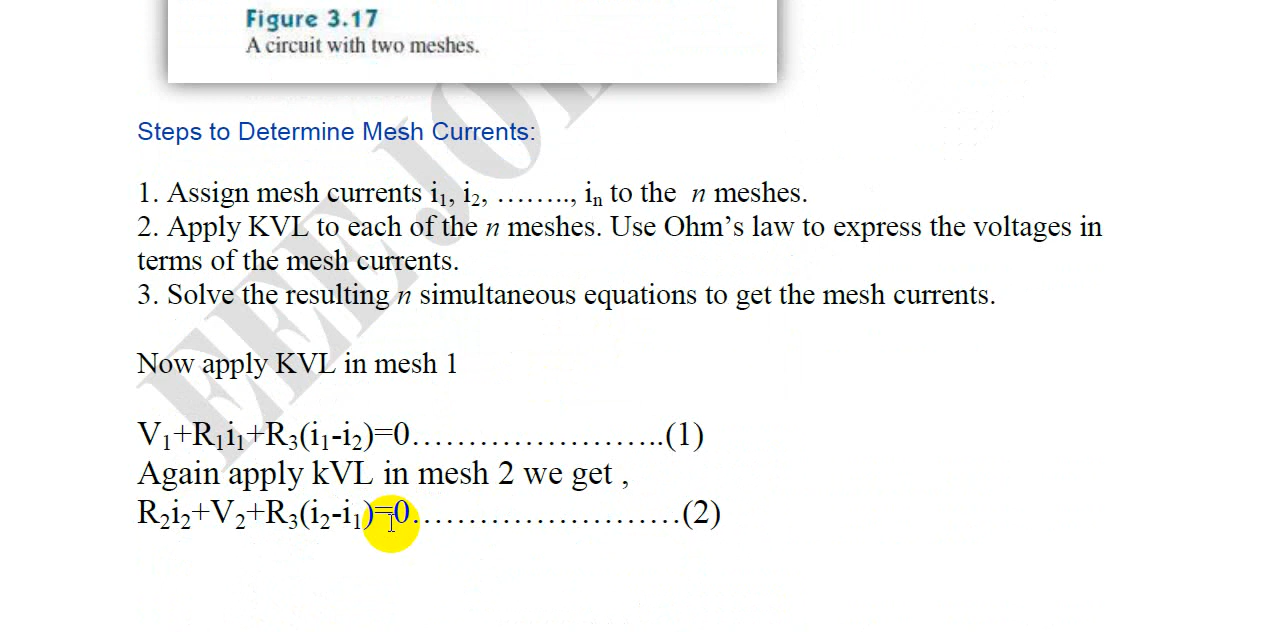 Figure 3.17
A circuit with two meshes.
Steps to Determine Mesh Currents:
1. Assign mesh currents i₁, i₂, ........, iₙ to the n meshes.
2. Apply KVL to each of the n meshes. Use Ohm’s law to express the voltages in
terms of the mesh currents.
3. Solve the resulting n simultaneous equations to get the mesh currents.
Now apply KVL in mesh 1
V₁+R₁i₁+R₃(i₁-i₂)=0..........................(1)
Again apply kVL in mesh 2 we get ,
R₂i₂+V₂+R₃(i₂-i₁)=0...........................(2)